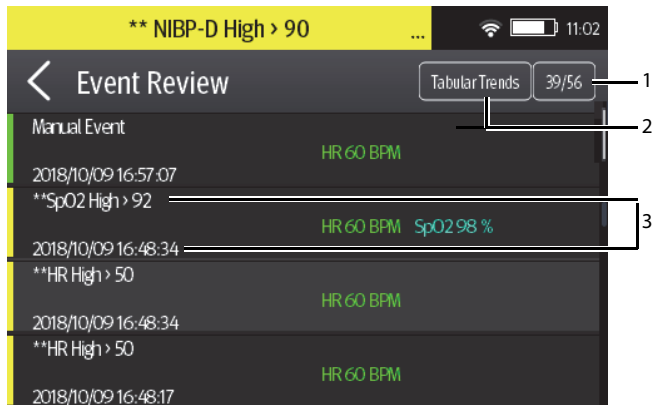 ** NIBP-D High > 90 ... 11:02
Event Review Tabular Trends 39/56 1
2
Manual Event
HR 60 BPM
2018/10/09 16:57:07
**SpO2 High > 92
3
HR 60 BPM SpO2 98 %
2018/10/09 16:48:34
**HR High > 50
HR 60 BPM
2018/10/09 16:48:34
**HR High > 50
HR 60 BPM
2018/10/09 16:48:17